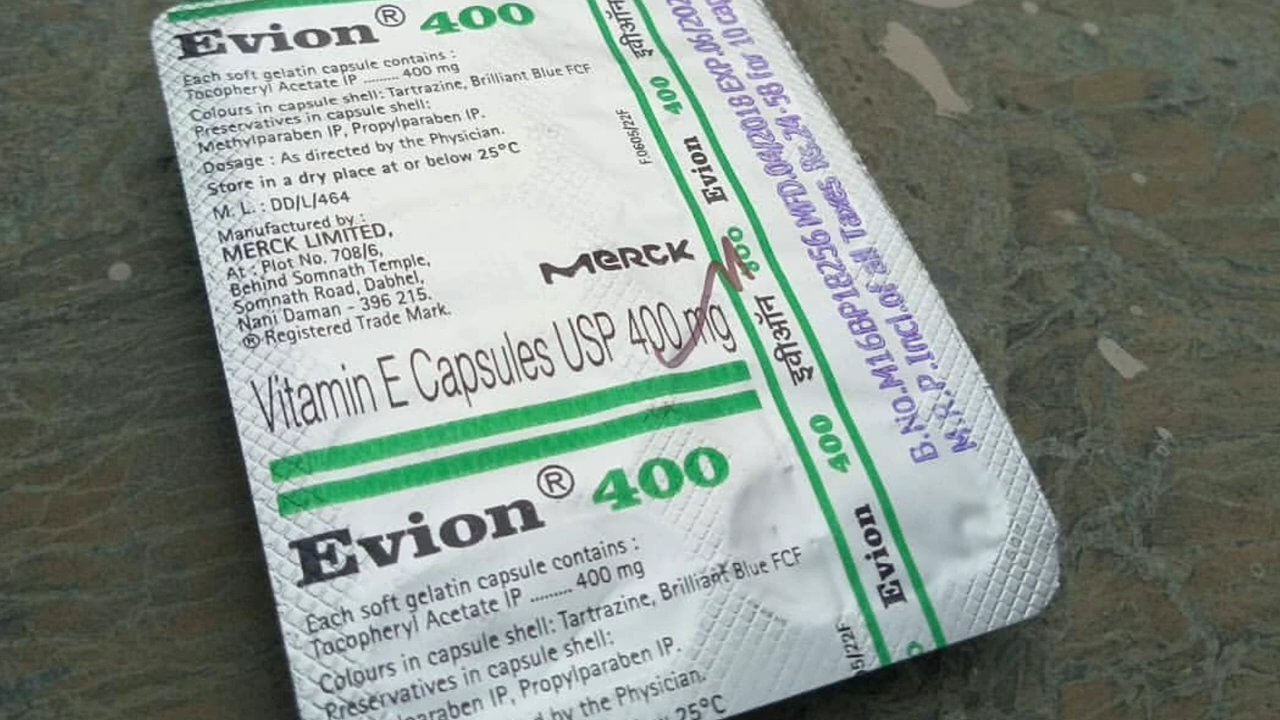 Evion® 400
Each soft gelatin capsule contains :
Tocopheryl Acetate IP ......... 400 mg
Colours in capsule shell: Tartrazine, Brilliant Blue FCF
Preservatives in capsule shell:
Methylparaben IP, Propylparaben IP.
Dosage : As directed by the Physician.
Store in a dry place at or below 25°C
M. L. : DD/L/464
Manufactured by :
MERCK LIMITED,
At : Plot No. 708/6,
Behind Somnath Temple,
Somnath Road, Dabhel,
Nani Daman - 396 215.
® Registered Trade Mark.
MERCK
Vitamin E Capsules USP 400 mg
Evion® 400
Each soft gelatin capsule contains :
Tocopheryl Acetate IP ......... 400 mg
Colours in capsule shell: Tartrazine, Brilliant Blue FCF
Preservatives in capsule shell:
paraben IP, Propylparaben IP.
d by the Physician.
25°C
F0605/22F
5/22F
इवीऑन 400 Evion 400 इवीऑन 400 Evion
B.No.M16BP18256 MFD.04/2018 EXP.06/202
M.R.P.Incl.of all Taxes Rs.24.58 for 10 cap